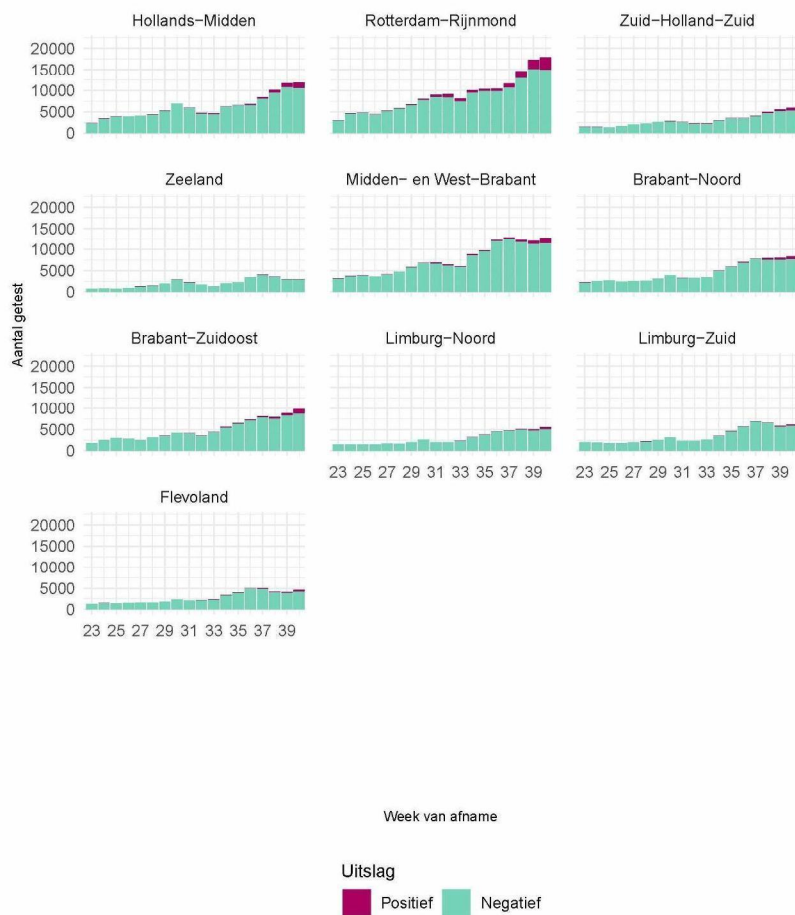 Hollands-Midden
Rotterdam-Rijnmond
Zuid-Holland-Zuid
20000
15000
10000
5000
0
Zeeland
Midden- en West-Brabant
Brabant-Noord
20000
15000
10000
5000
0
Aantal getest
Brabant-Zuidoost
Limburg-Noord
Limburg-Zuid
20000
15000
10000
5000
0
23 25 27 29 31 33 35 37 39
23 25 27 29 31 33 35 37 39
Flevoland
20000
15000
10000
5000
0
23 25 27 29 31 33 35 37 39
Week van afname
Uitslag
Positief
Negatief